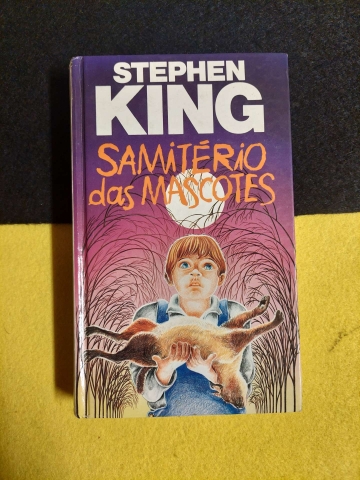 STEPHEN
KING
SAMITÉRIO
das MASCOTES